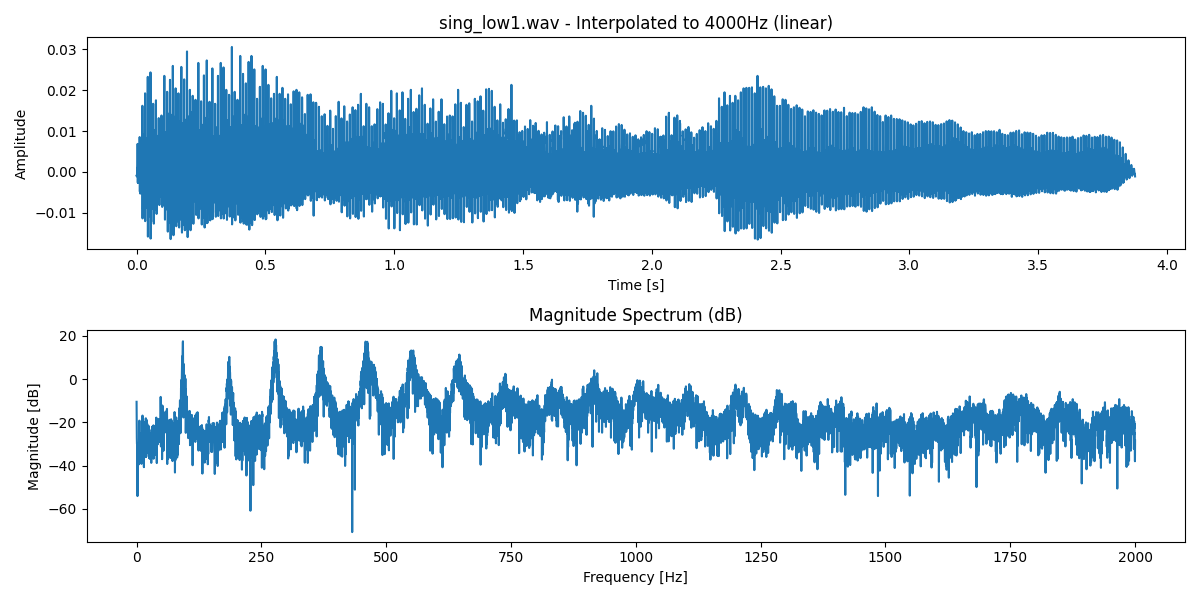 sing_low1.wav - Interpolated to 4000Hz (linear)
0.03
0.02
0.01
0.00
−0.01
Amplitude
0.0 0.5 1.0 1.5 2.0 2.5 3.0 3.5 4.0
Time [s]
Magnitude Spectrum (dB)
20
0
−20
−40
−60
Magnitude [dB]
0 250 500 750 1000 1250 1500 1750 2000
Frequency [Hz]